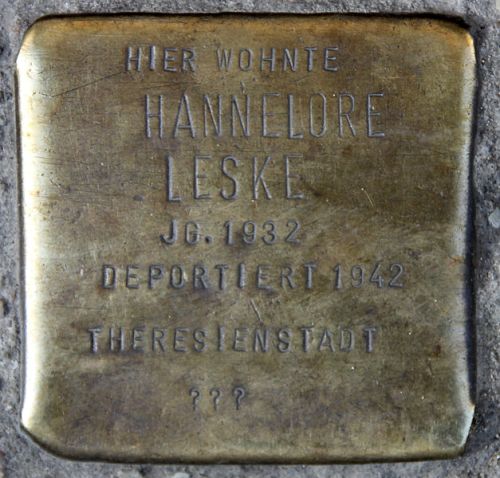 HIER WOHNTE
HANNELORE
LESKE
JG. 1932
DEPORTIERT 1942
THERESIENSTADT
???